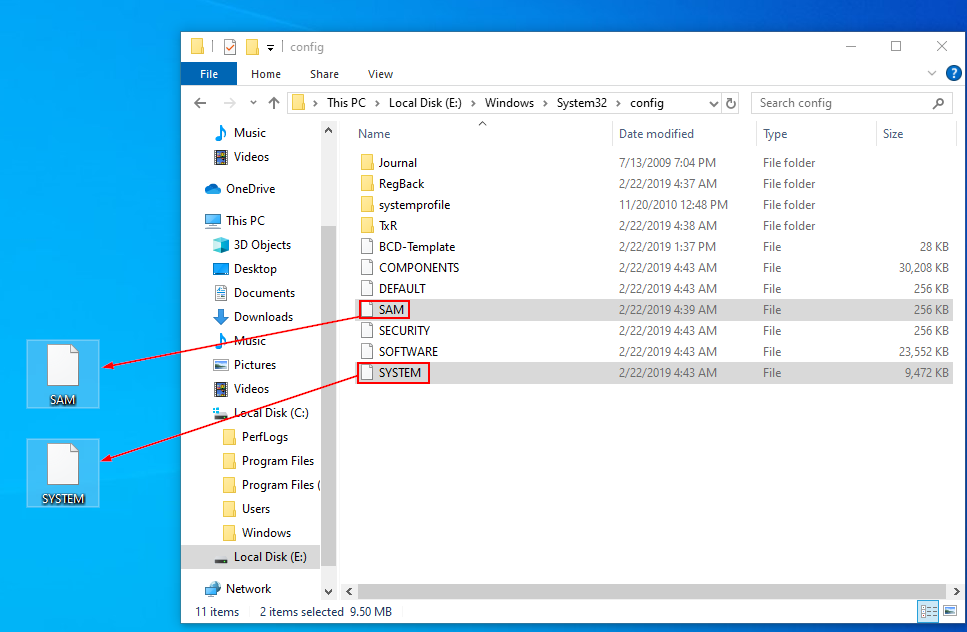 config
File Home Share View
This PC Local Disk (E:) Windows System32 config
Search config
Music
Videos
OneDrive
This PC
3D Objects
Desktop
Documents
Downloads
Music
Pictures
Videos
Local Disk (C:)
PerfLogs
Program Files
Program Files (
Users
Windows
Local Disk (E:)
Network
Name Date modified Type Size
Journal 7/13/2009 7:04 PM File folder
RegBack 2/22/2019 4:37 AM File folder
systemprofile 11/20/2010 12:48 PM File folder
TxR 2/22/2019 4:38 AM File folder
BCD-Template 2/22/2019 1:37 PM File 28 KB
COMPONENTS 2/22/2019 4:43 AM File 30,208 KB
DEFAULT 2/22/2019 4:43 AM File 256 KB
SAM 2/22/2019 4:39 AM File 256 KB
SECURITY 2/22/2019 4:43 AM File 256 KB
SOFTWARE 2/22/2019 4:43 AM File 23,552 KB
SYSTEM 2/22/2019 4:43 AM File 9,472 KB
SAM
SYSTEM
11 items 2 items selected 9.50 MB